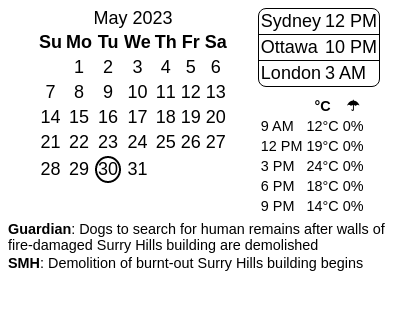 May 2023
Su Mo Tu We Th Fr Sa
1 2 3 4 5 6
7 8 9 10 11 12 13
14 15 16 17 18 19 20
21 22 23 24 25 26 27
28 29 30 31
Sydney 12 PM
Ottawa 10 PM
London 3 AM
°C ☂
9 AM 12°C 0%
12 PM 19°C 0%
3 PM 24°C 0%
6 PM 18°C 0%
9 PM 14°C 0%
Guardian: Dogs to search for human remains after walls of
fire-damaged Surry Hills building are demolished
SMH: Demolition of burnt-out Surry Hills building begins